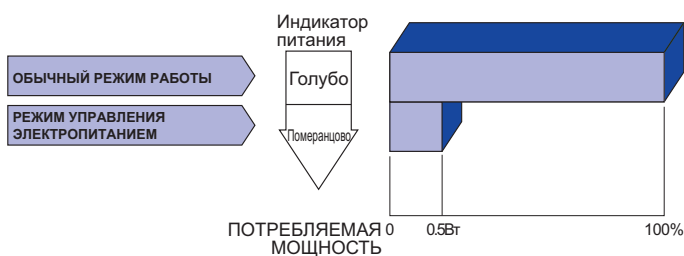 Индикатор
питания
ОБЫЧНЫЙ РЕЖИМ РАБОТЫ
Голубо
РЕЖИМ УПРАВЛЕНИЯ
ЭЛЕКТРОПИТАНИЕМ
Померанцово
ПОТРЕБЛЯЕМАЯ
МОЩНОСТЬ
0 0.5Вт 100%